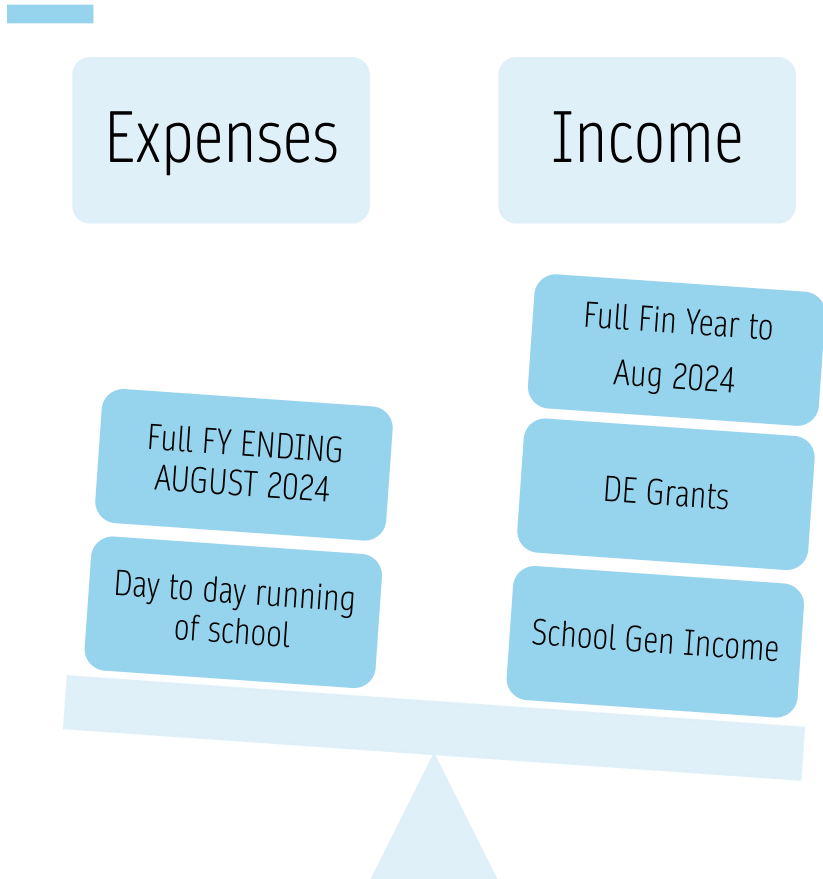 Expenses
Income
Full FY ENDING
AUGUST 2024
Day to day running
of school
Full Fin Year to
Aug 2024
DE Grants
School Gen Income